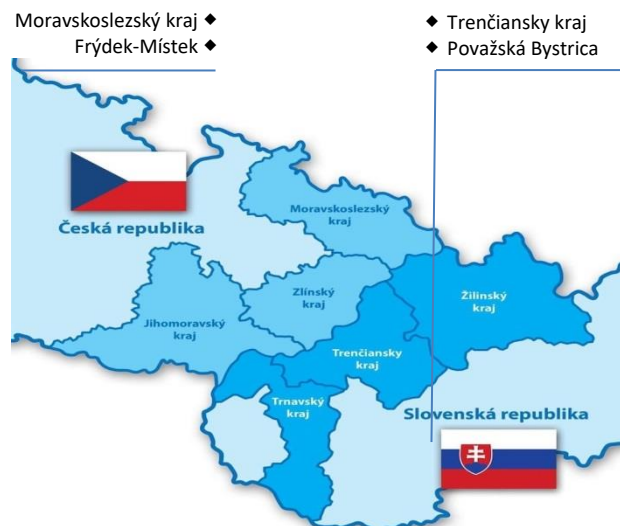 Moravskoslezský kraj ◆
Frýdek-Místek ◆
◆ Trenčiansky kraj
◆ Považská Bystrica
Moravskoslezský
kraj
Česká republika
Zlínský
kraj
Žilinský
kraj
Jihomoravský
kraj
Trenčiansky
kraj
Trnavský
kraj
Slovenská republika